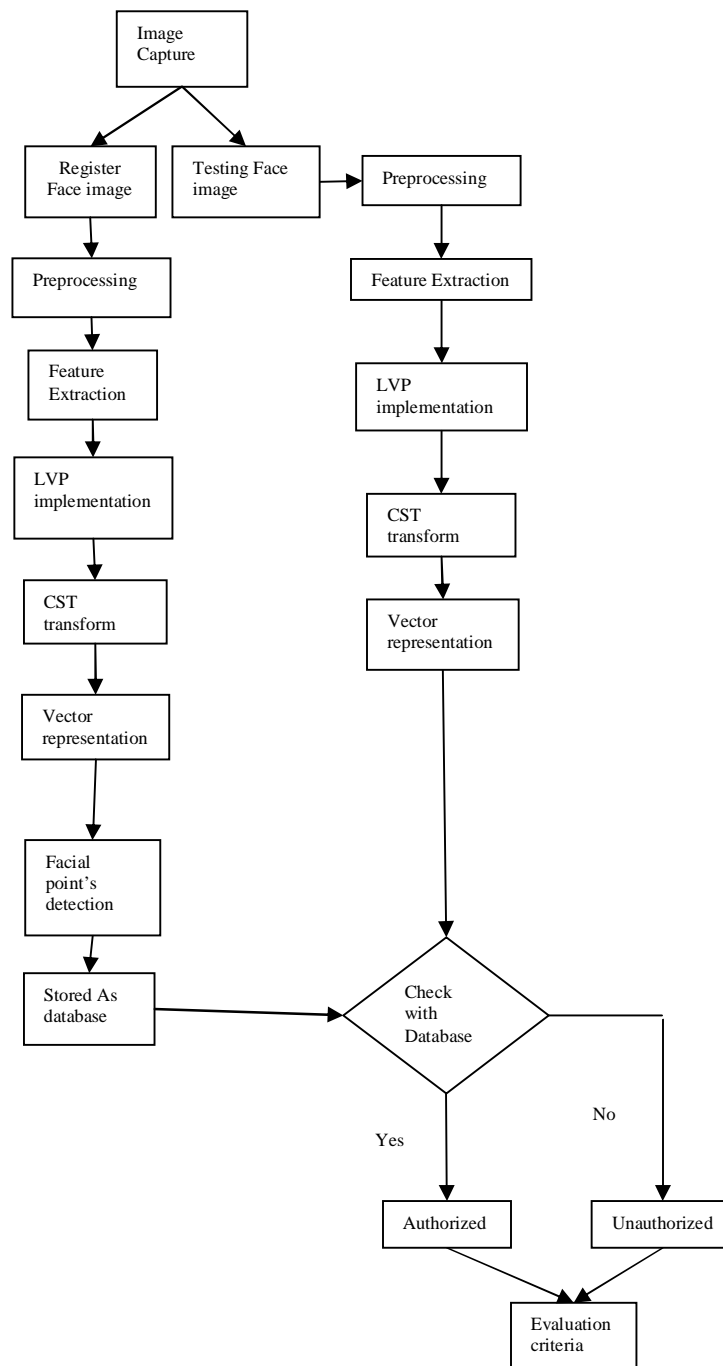 Image
Capture
Register
Face image
Testing Face
image
Preprocessing
Preprocessing
Feature Extraction
Feature
Extraction
LVP
implementation
LVP
implementation
CST
transform
CST
transform
Vector
representation
Vector
representation
Facial
point's
detection
Stored As
database
Check
with
Database
Yes
No
Authorized
Unauthorized
Evaluation
criteria